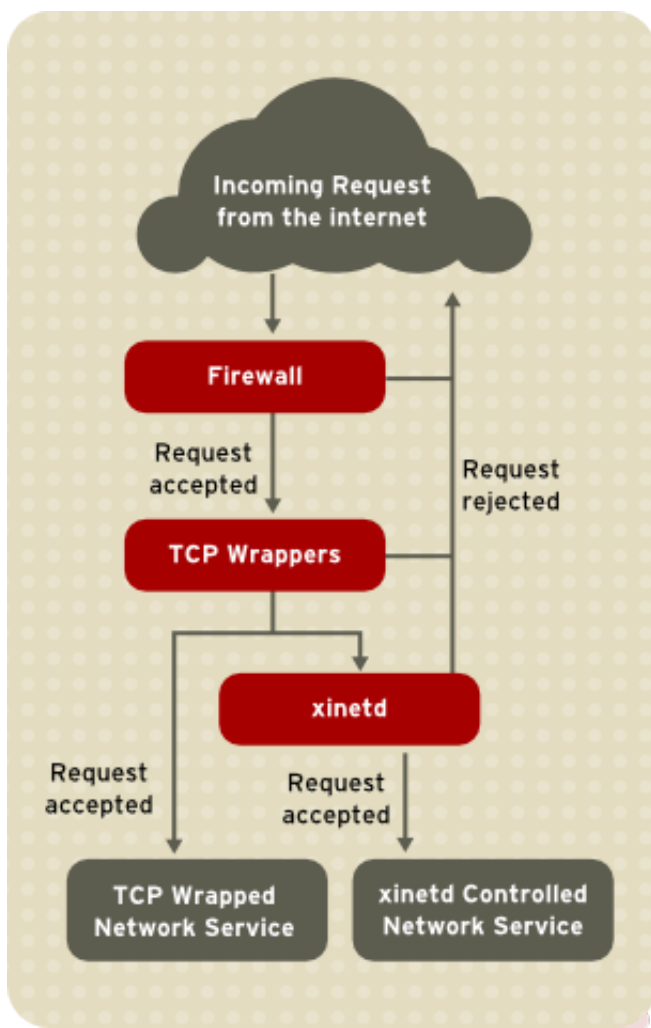 Incoming Request
from the internet
Firewall
Request
accepted
Request
rejected
TCP Wrappers
xinetd
Request
accepted
Request
accepted
TCP Wrapped
Network Service
xinetd Controlled
Network Service